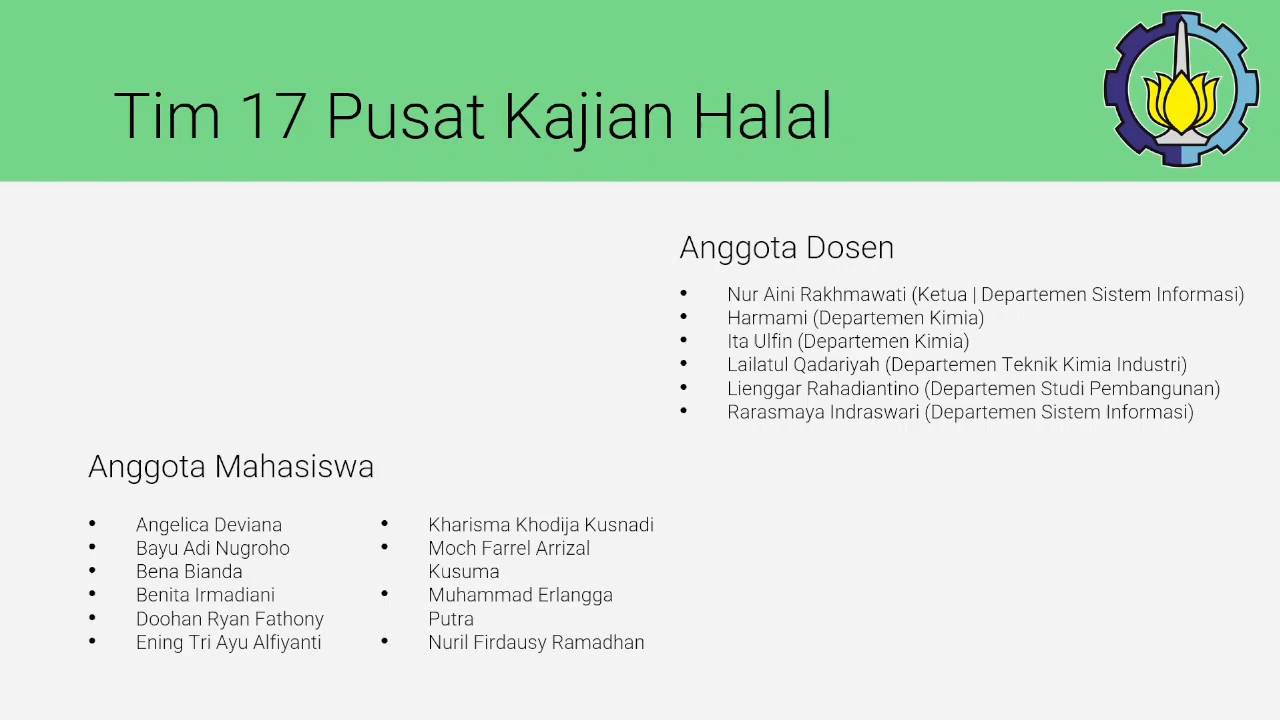 Tim 17 Pusat Kajian Halal
Anggota Dosen
• Nur Aini Rakhmawati (Ketua | Departemen Sistem Informasi)
• Harmami (Departemen Kimia)
• Ita Ulfin (Departemen Kimia)
• Lailatul Qadariyah (Departemen Teknik Kimia Industri)
• Lienggar Rahadiantino (Departemen Studi Pembangunan)
• Rarasmaya Indraswari (Departemen Sistem Informasi)
Anggota Mahasiswa
• Angelica Deviana
• Bayu Adi Nugroho
• Bena Bianda
• Benita Irmadiani
• Doohan Ryan Fathony
• Ening Tri Ayu Alfiyanti
• Kharisma Khodija Kusnadi
• Moch Farrel Arrizal
Kusuma
• Muhammad Erlangga
Putra
• Nuril Firdausy Ramadhan